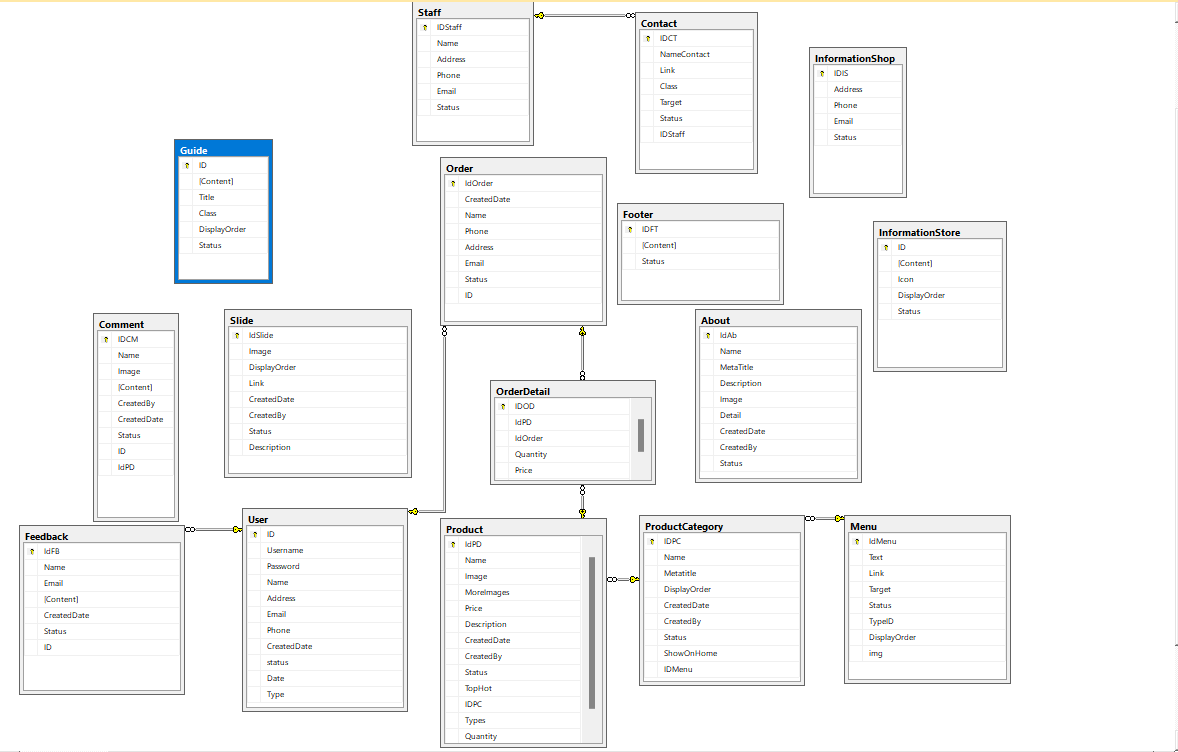 Staff
IDStaff
Name
Address
Phone
Email
Status
Contact
IDCT
NameContact
Link
Class
Target
Status
IDStaff
InformationShop
IDIS
Address
Phone
Email
Status
Guide
ID
[Content]
Title
Class
DisplayOrder
Status
Order
IdOrder
CreatedDate
Name
Phone
Address
Email
Status
ID
Footer
IDFT
[Content]
Status
InformationStore
ID
[Content]
Icon
DisplayOrder
Status
Comment
IDCM
Name
Image
[Content]
CreatedBy
CreatedDate
Status
ID
IdPD
Slide
IdSlide
Image
DisplayOrder
Link
CreatedDate
CreatedBy
Status
Description
About
IdAb
Name
MetaTitle
Description
Image
Detail
CreatedDate
CreatedBy
Status
OrderDetail
IDOD
IdPD
IdOrder
Quantity
Price
Feedback
IdFB
Name
Email
[Content]
CreatedDate
Status
ID
User
ID
Username
Password
Name
Address
Email
Phone
CreatedDate
status
Date
Type
Product
IdPD
Name
Image
MoreImages
Price
Description
CreatedDate
CreatedBy
Status
TopHot
IDPC
Types
Quantity
ProductCategory
IDPC
Name
Metatitle
DisplayOrder
CreatedDate
CreatedBy
Status
ShowOnHome
IDMenu
Menu
IdMenu
Text
Link
Target
Status
TypeID
DisplayOrder
img